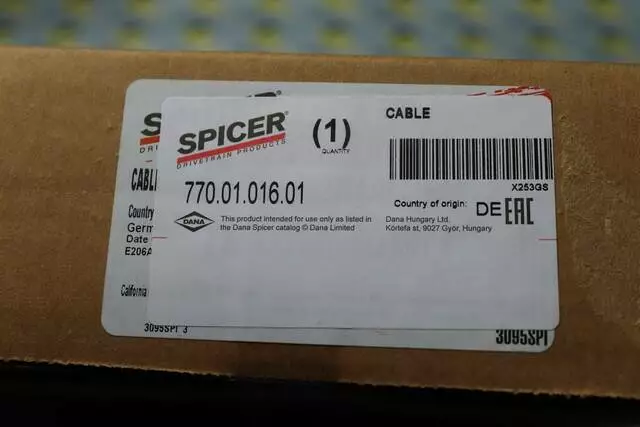 SPICER®
DRIVETRAIN PRODUCTS
(1)
QUANTITY
CABLE
X253GS
770.01.016.01
Country of origin: DE EAC
DANA
This product intended for use only as listed in
the Dana Spicer catalog © Dana Limited
Dana Hungary Ltd.
Körtefa st, 9027 Győr, Hungary
S
CABL
Country
Germ
Date
E206A
California
3095SPI 3
3095SPI